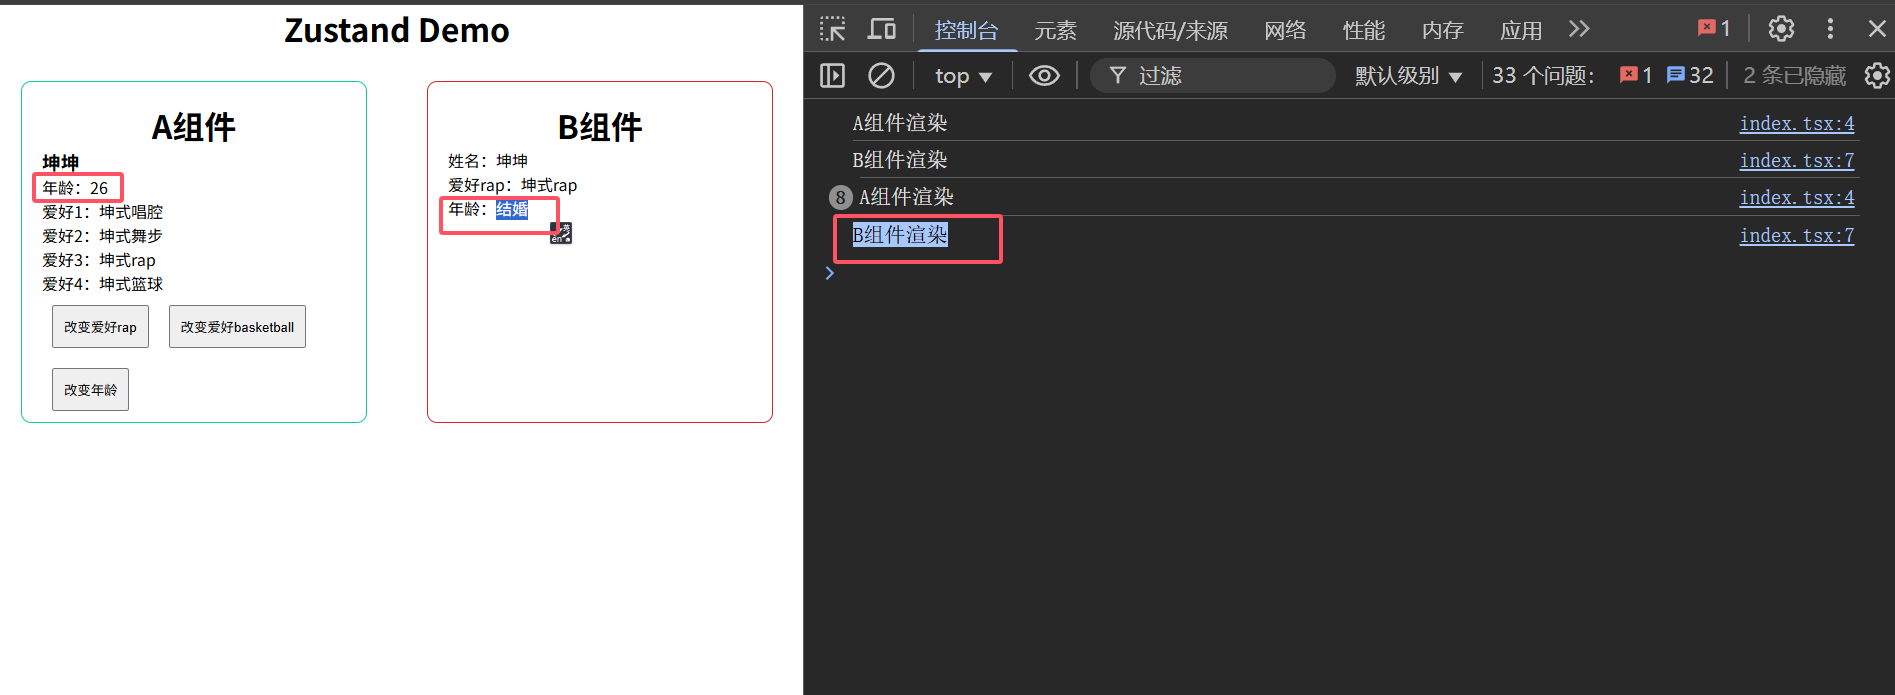 Zustand Demo
A组件
坤坤
年龄：26
爱好1：坤式唱腔
爱好2：坤式舞步
爱好3：坤式rap
爱好4：坤式篮球
改变爱好rap
改变爱好basketball
改变年龄
B组件
姓名：坤坤
爱好rap：坤式rap
年龄：结婚
英
en
控制台 元素 源代码/来源 网络 性能 内存 应用 1
top 过滤 默认级别 33 个问题： 1 32 2 条已隐藏
A组件渲染 index.tsx:4
B组件渲染 index.tsx:7
8 A组件渲染 index.tsx:4
B组件渲染 index.tsx:7